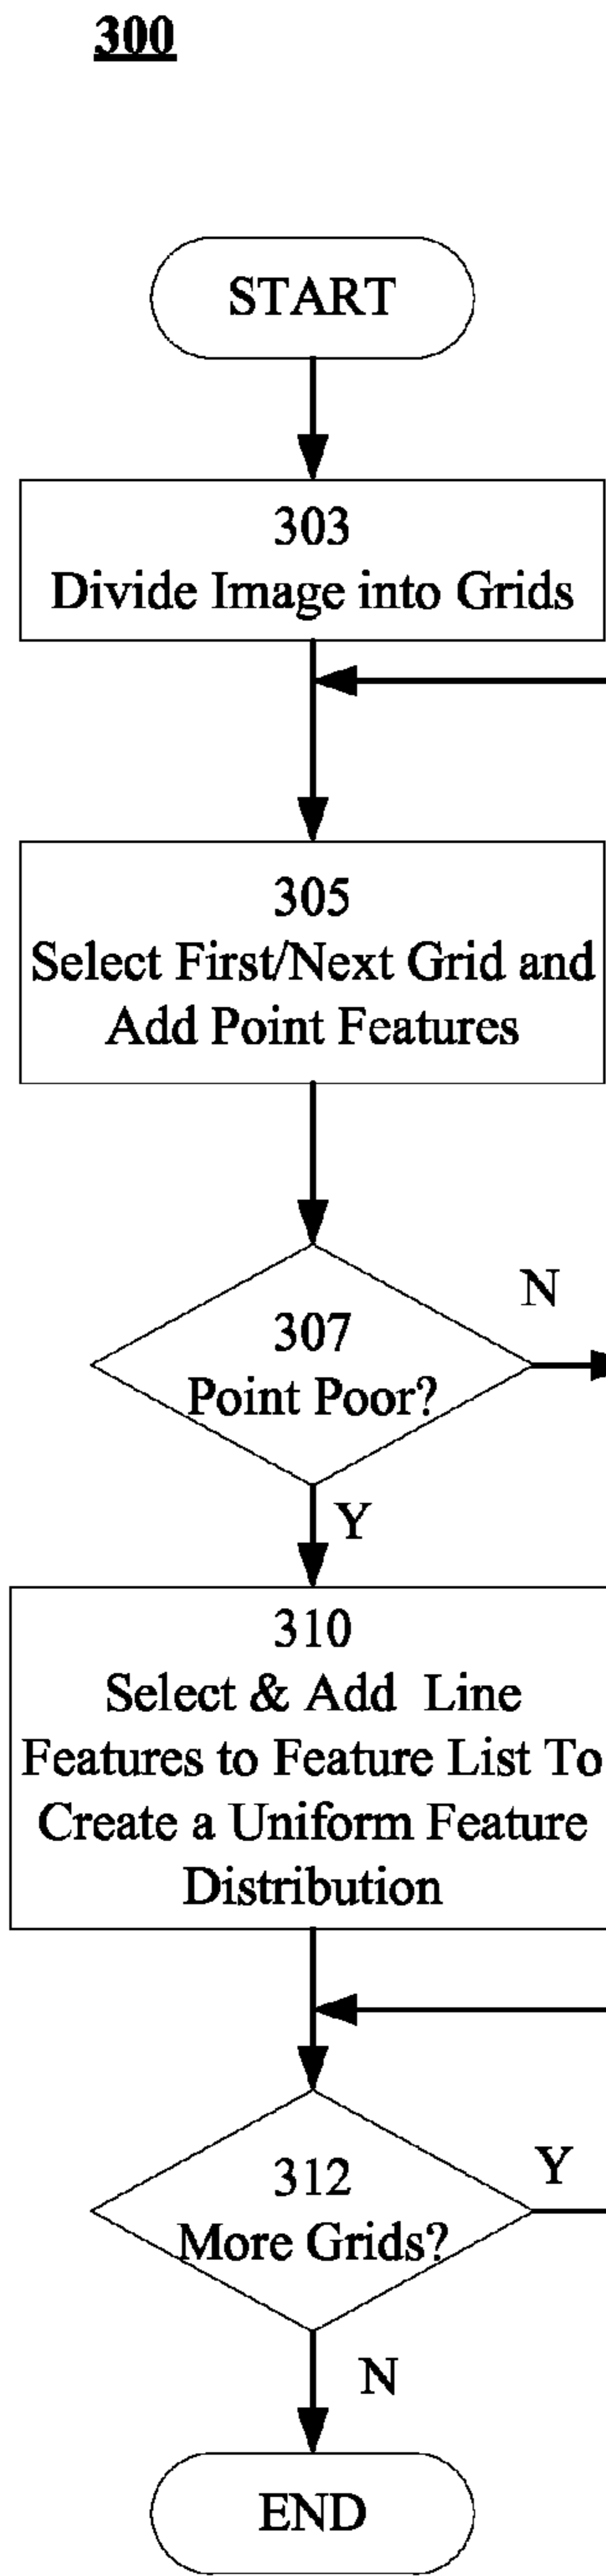 300
START
303
Divide Image into Grids
305
Select First/Next Grid and
Add Point Features
307
Point Poor?
N
Y
310
Select & Add Line
Features to Feature List To
Create a Uniform Feature
Distribution
312
More Grids?
Y
N
END